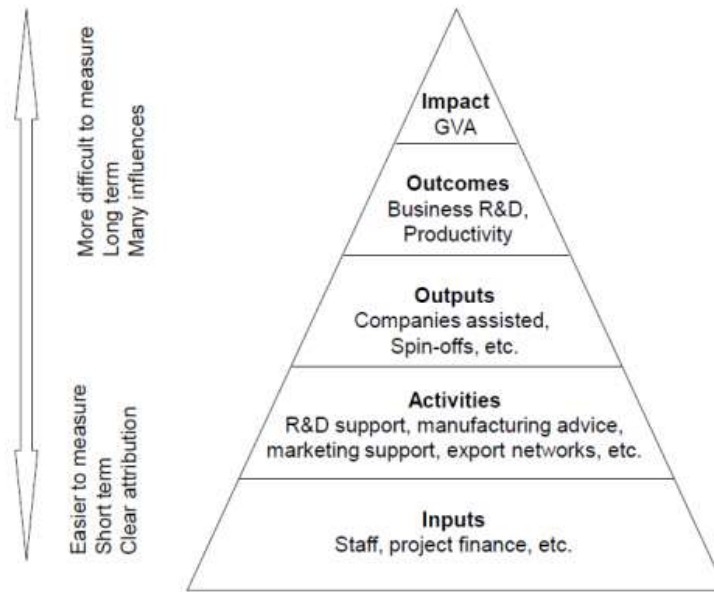 More difficult to measure
Long term
Many influences
Easier to measure
Short term
Clear attribution
Impact
GVA
Outcomes
Business R&D,
Productivity
Outputs
Companies assisted,
Spin-offs, etc.
Activities
R&D support, manufacturing advice,
marketing support, export networks, etc.
Inputs
Staff, project finance, etc.